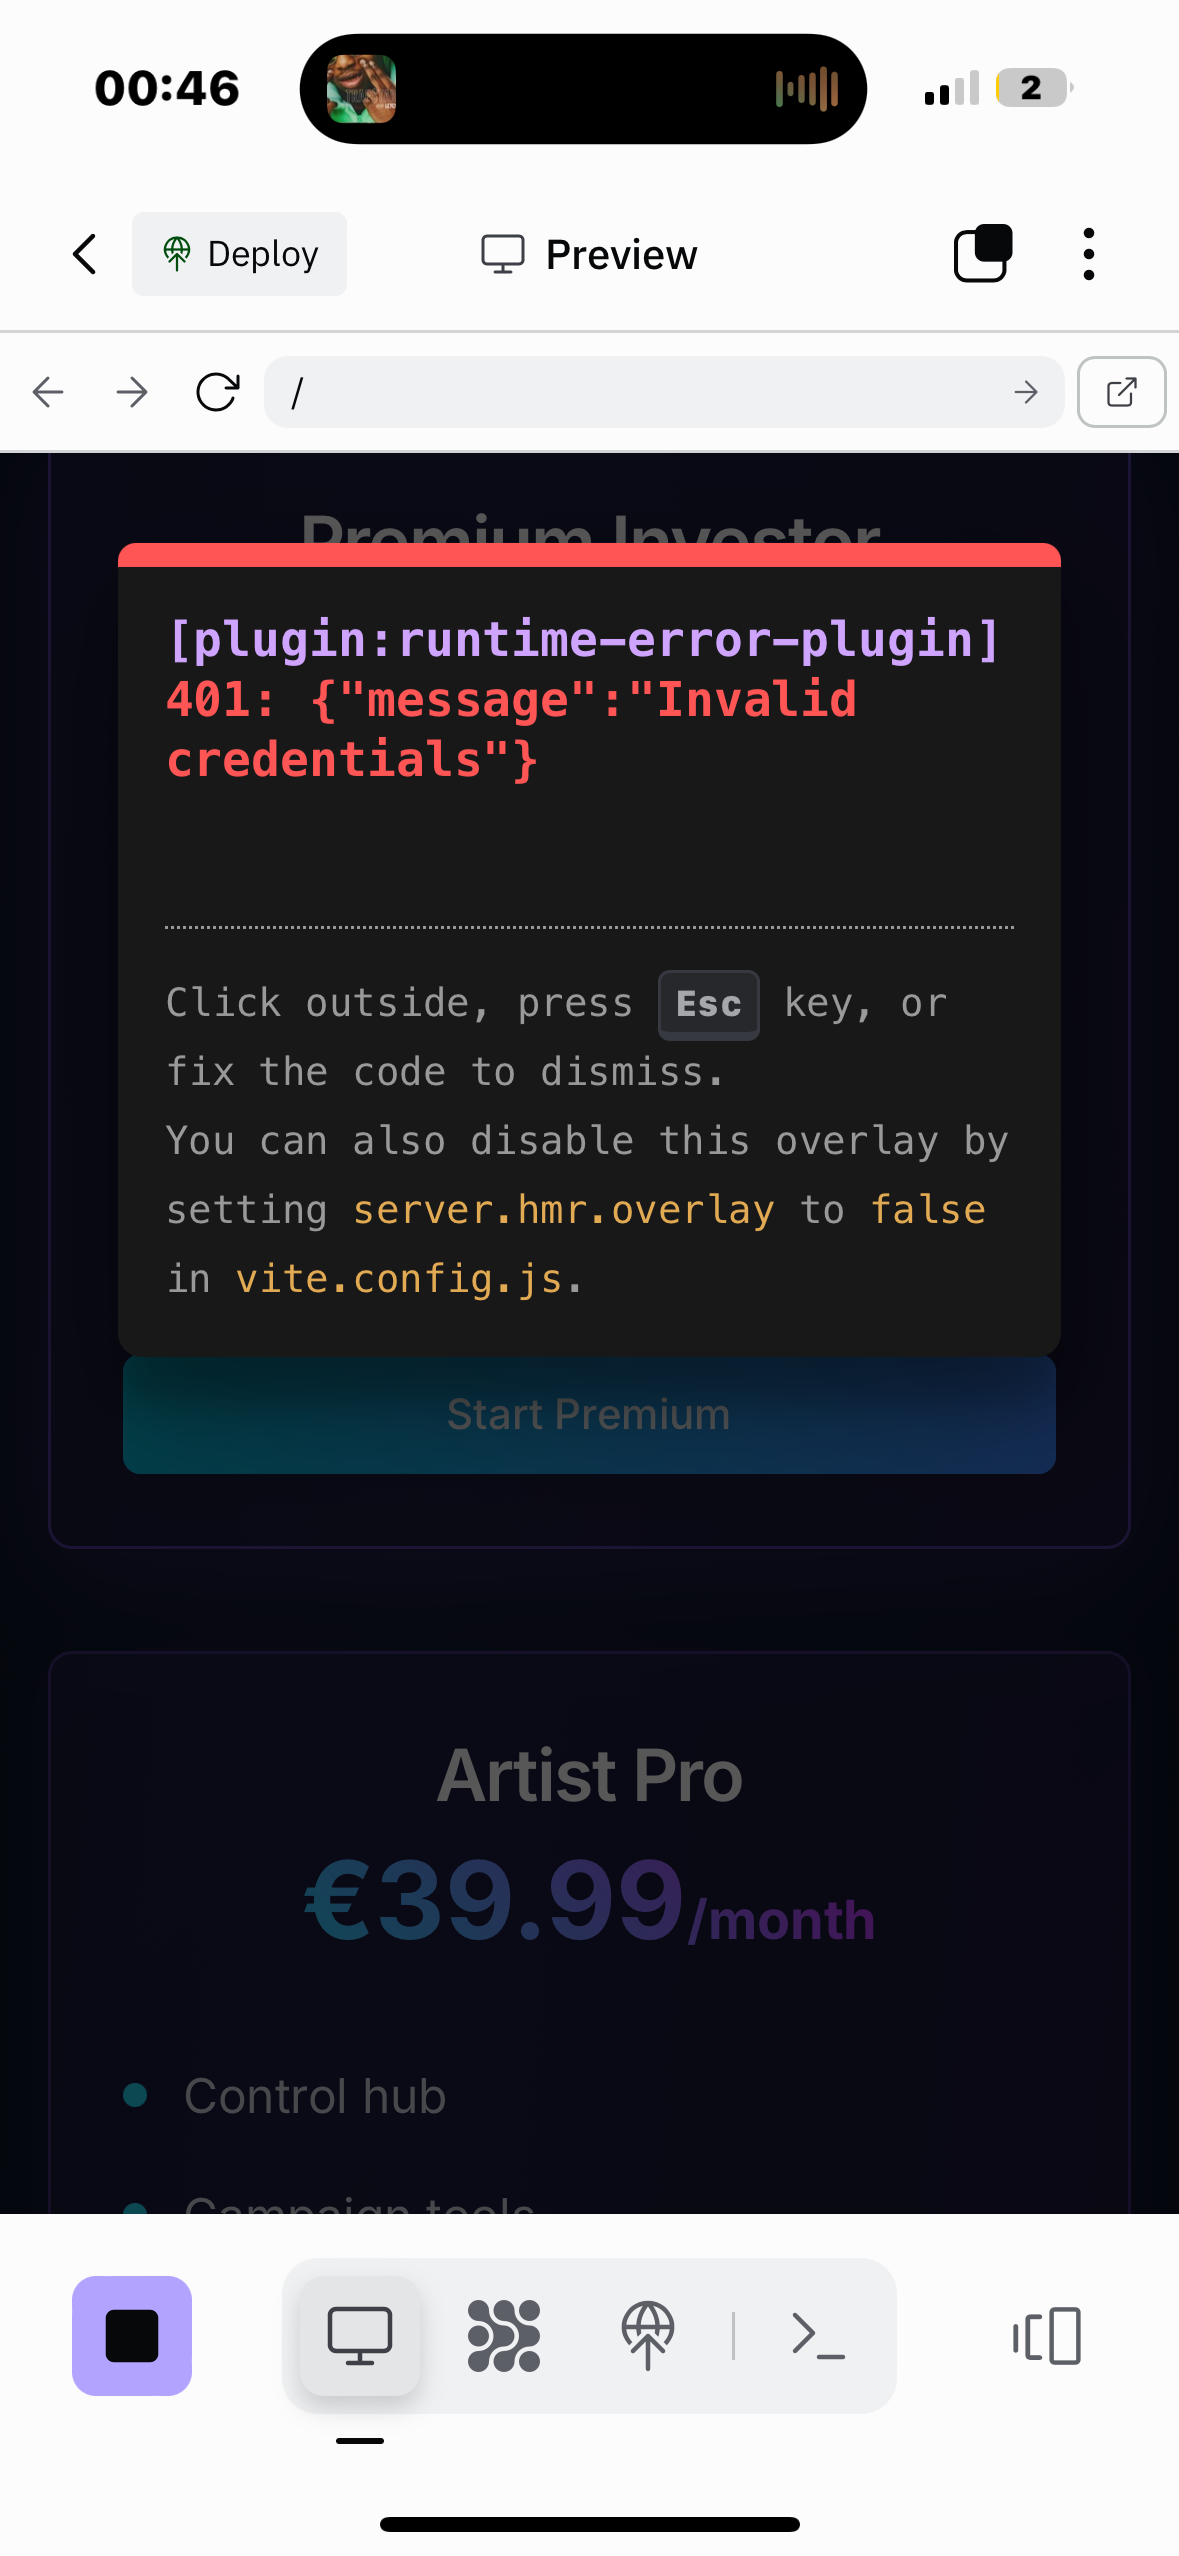 00:46
2
Deploy
Preview
/
Premium Investor
[plugin:runtime-error-plugin]
401: {"message":"Invalid
credentials"}
Click outside, press Esc key, or
fix the code to dismiss.
You can also disable this overlay by
setting server.hmr.overlay to false
in vite.config.js.
Start Premium
Artist Pro
€39.99/month
Control hub
Campaign tools